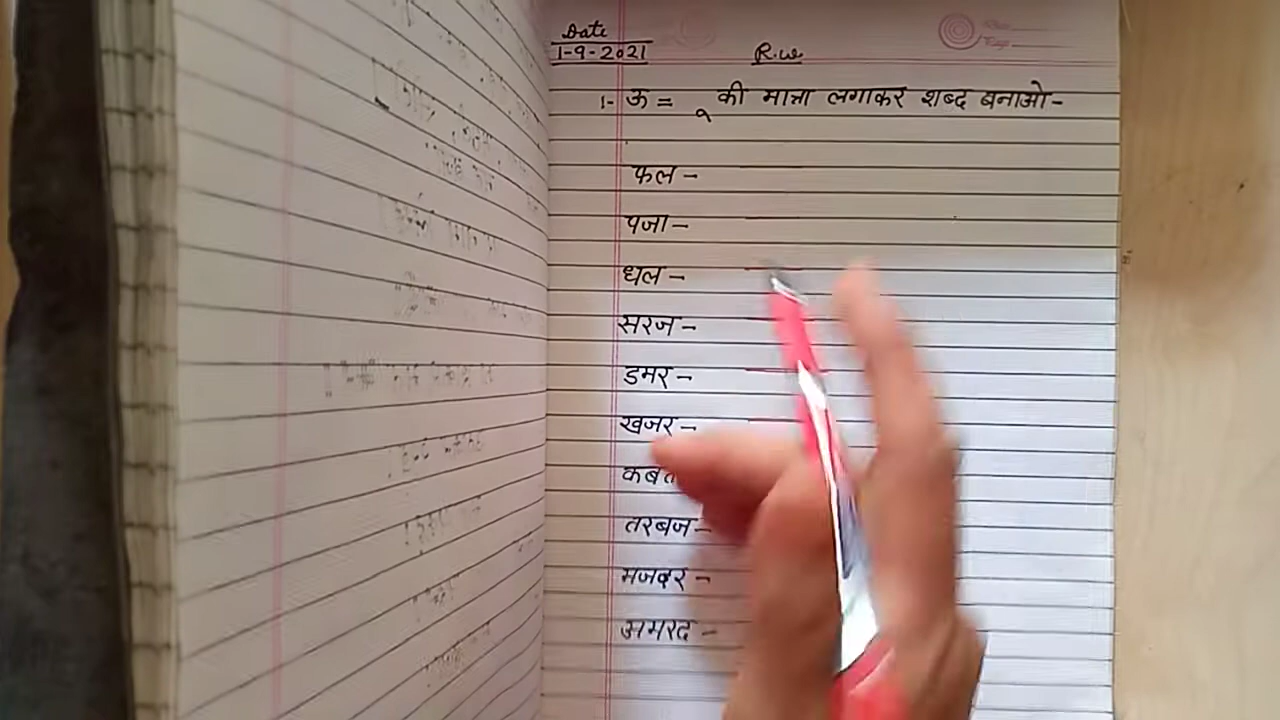 Date
1-9-2021 R.w
1- ऊ = ू की मात्रा लगाकर शब्द बनाओ-
फल -
पजा -
धल -
सरज -
डमर -
खजर -
तरबज -
मजदर -
अमरद -